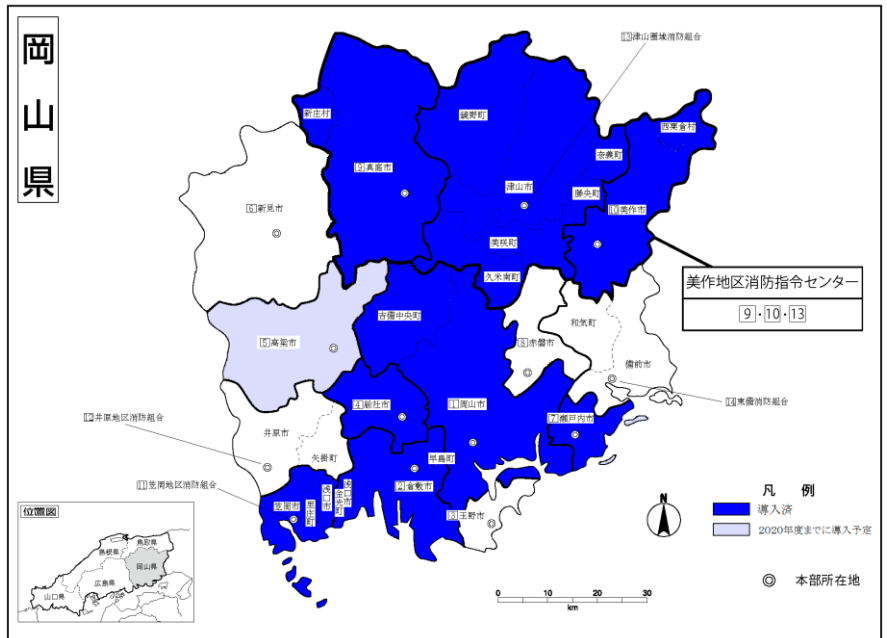 岡山県
13津山圏域消防組合
新庄村
鏡野町
西粟倉村
奈義町
9真庭市
津山市
勝央町
10美作市
6新見市
美咲町
久米南町
美作地区消防指令センター
9・10・13
吉備中央町
和気町
5高梁市
8赤磐市
備前市
14東備消防組合
4総社市
1岡山市
7瀬戸内市
12井原地区消防組合
井原市
矢掛町
早島町
11笠岡地区消防組合
浅口市
浅口市金光町
2倉敷市
笠岡市
里庄町
3玉野市
凡例
導入済
2020年度までに導入予定
本部所在地
0 10 20 30
km
位置図
鳥取県
島根県
岡山県
広島県
山口県